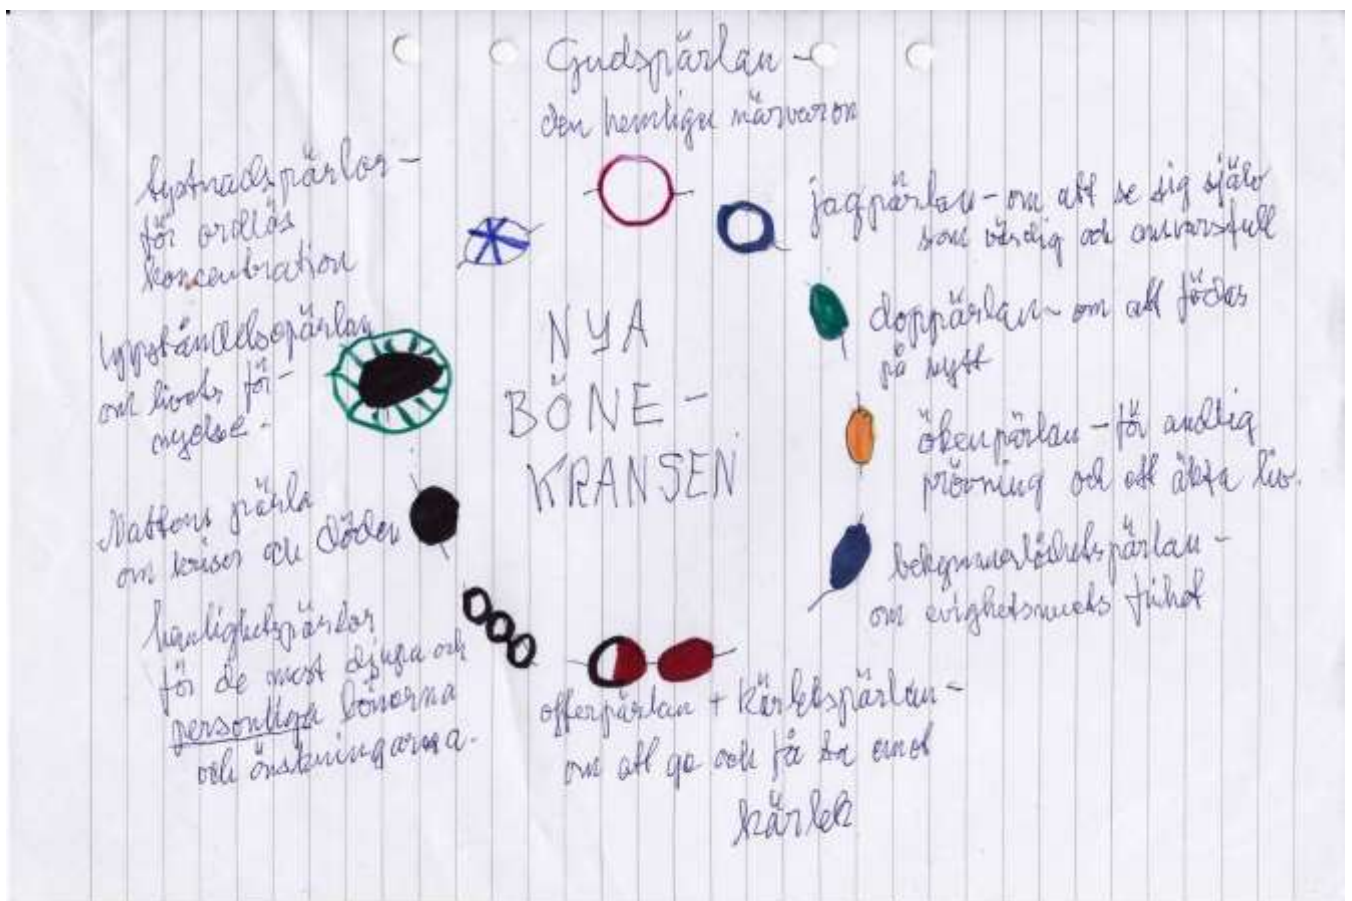 Gudspärlan –
den hemliga närvaron
jagpärlan – om att se sig själv
som värdig och ansvarsfull
doppärlan – om att födas
på nytt
ökenpärlan – för andlig
prövning och ett äkta liv.
bekymmerlöshetspärlan –
om evighetsnuets frihet
offerpärlan + kärlekspärlan –
om att ge och få ta emot
kärlek
hemlighetspärlor
för de mest djupa och
personliga bönerna
och önskningarna.
Nattens pärla
om kriser och döden
uppståndelsepärlan
om livets för-
nyelse.
tystnadspärlor –
för ordlös
koncentration
NYA
BÖNE-
KRANSEN